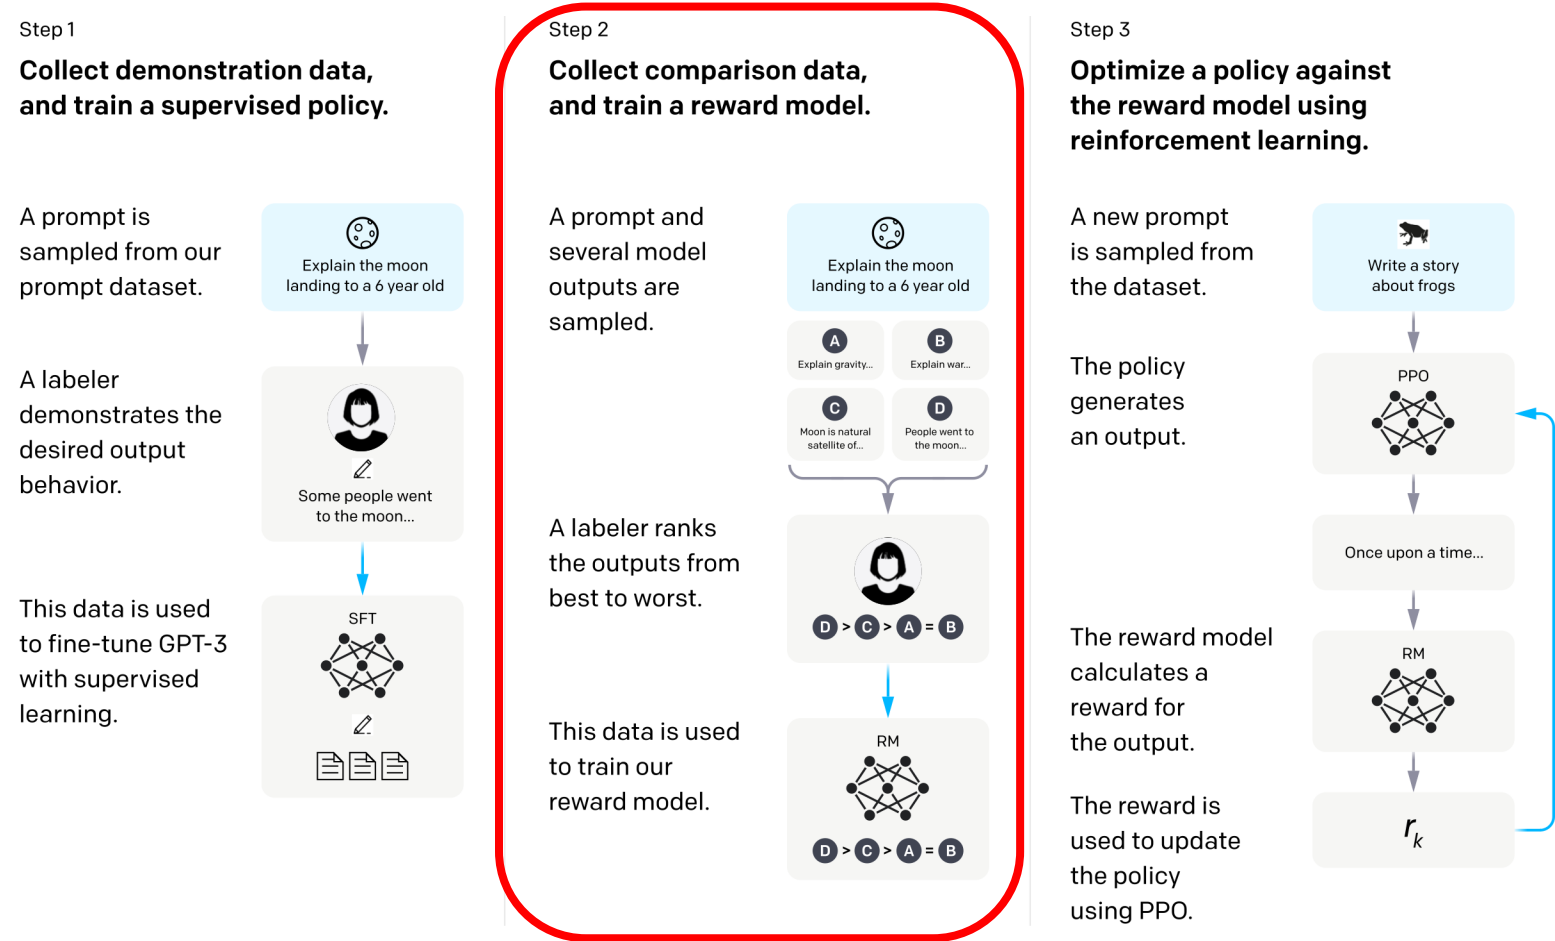 Step 1
Collect demonstration data,
and train a supervised policy.
A prompt is
sampled from our
prompt dataset.
Explain the moon
landing to a 6 year old
A labeler
demonstrates the
desired output
behavior.
Some people went
to the moon...
This data is used
to fine-tune GPT-3
with supervised
learning.
SFT
Step 2
Collect comparison data,
and train a reward model.
A prompt and
several model
outputs are
sampled.
Explain the moon
landing to a 6 year old
A
Explain gravity...
B
Explain war...
C
Moon is natural
satellite of...
D
People went to
the moon...
A labeler ranks
the outputs from
best to worst.
D > C > A = B
This data is used
to train our
reward model.
RM
D > C > A = B
Step 3
Optimize a policy against
the reward model using
reinforcement learning.
A new prompt
is sampled from
the dataset.
Write a story
about frogs
The policy
generates
an output.
PPO
Once upon a time...
The reward model
calculates a
reward for
the output.
RM
The reward is
used to update
the policy
using PPO.
r_k